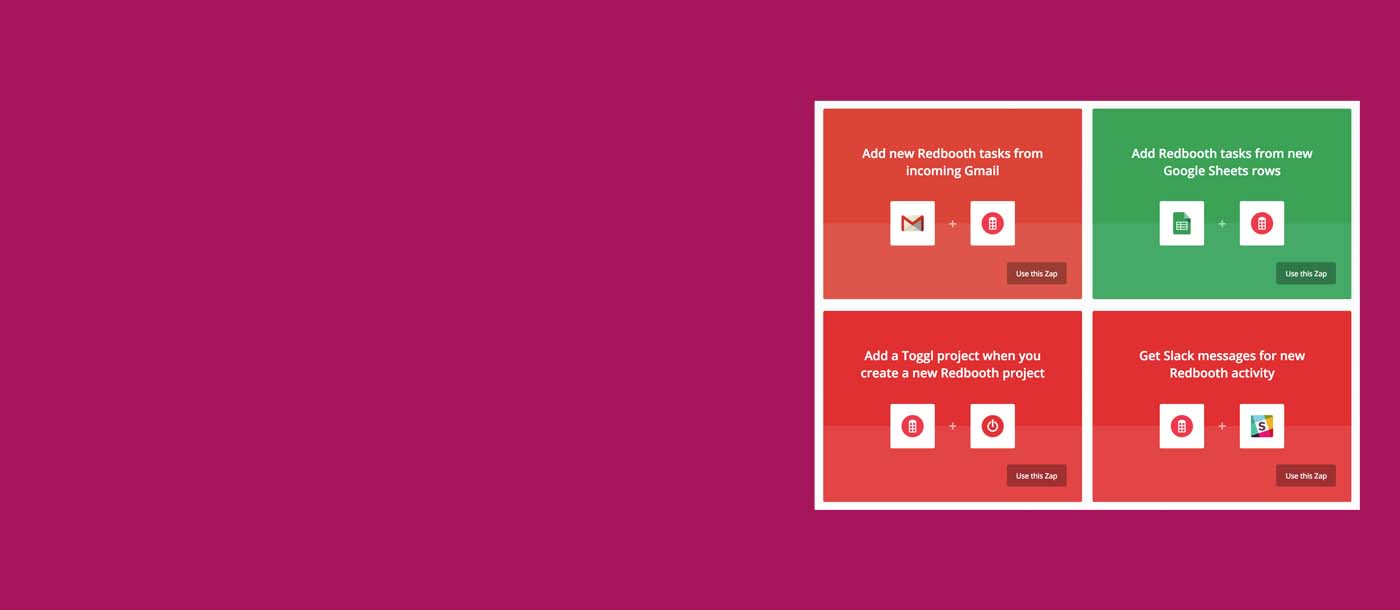 Add new Redbooth tasks from
incoming Gmail
+
Use this Zap
Add Redbooth tasks from new
Google Sheets rows
+
Use this Zap
Add a Toggl project when you
create a new Redbooth project
+
Use this Zap
Get Slack messages for new
Redbooth activity
+
S
Use this Zap